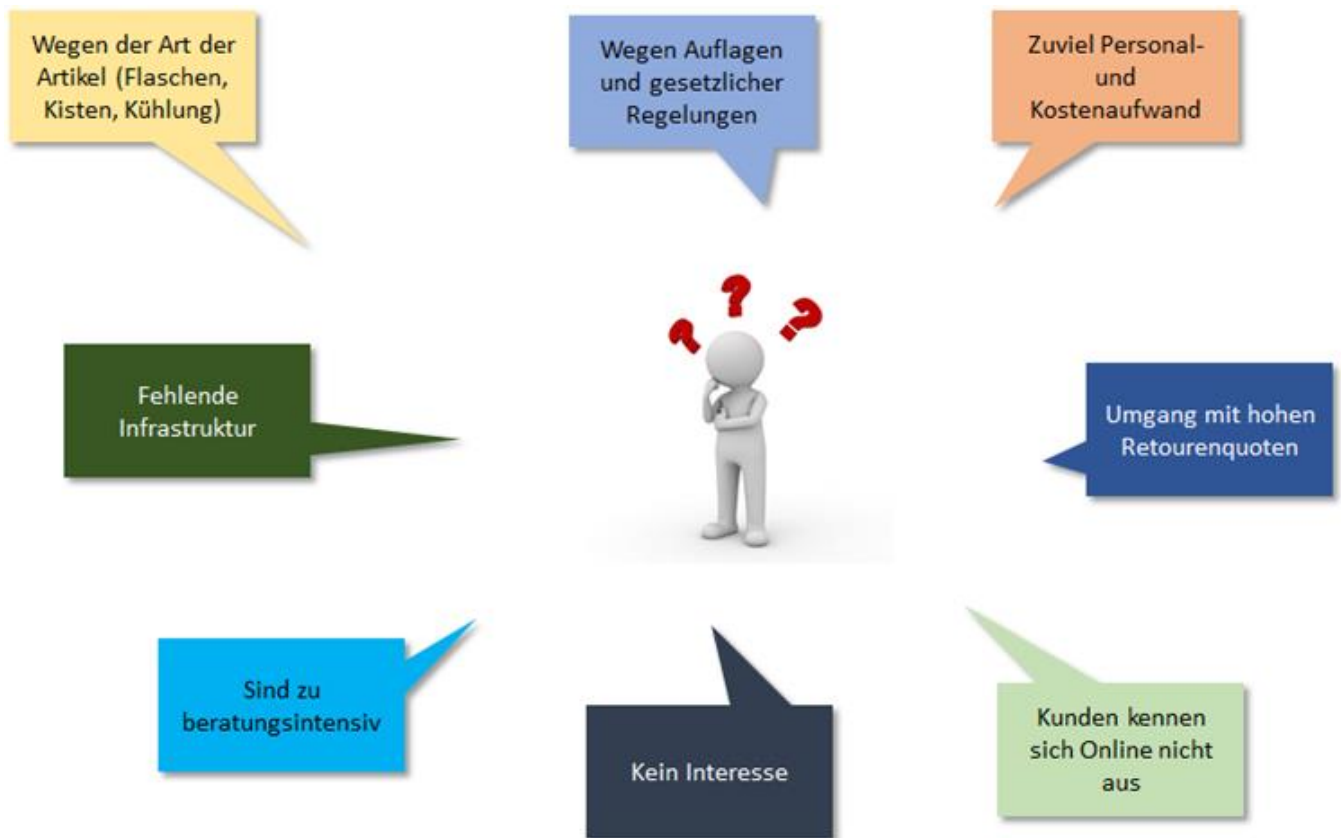 Wegen der Art der
Artikel (Flaschen,
Kisten, Kühlung)
Wegen Auflagen
und gesetzlicher
Regelungen
Zuviel Personal-
und
Kostenaufwand
Fehlende
Infrastruktur
Umgang mit hohen
Retourenquoten
Sind zu
beratungsintensiv
Kein Interesse
Kunden kennen
sich Online nicht
aus